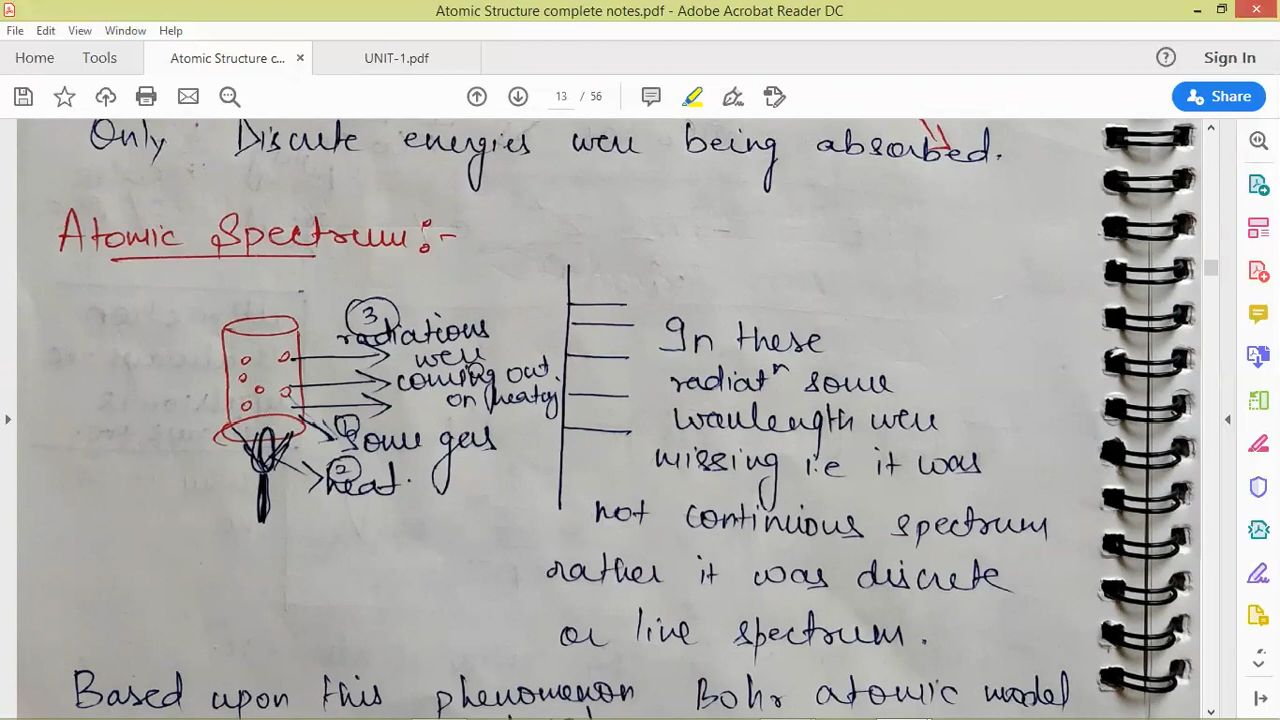 Atomic Structure complete notes.pdf - Adobe Acrobat Reader DC
File Edit View Window Help
Home Tools Atomic Structure c... × UNIT-1.pdf Sign In
13 / 56 Share
Only Discrete energies were being absorbed.
Atomic Spectrum :-
3
radiations
were
coming out
on heating
1
Some gas
2
heat.
In these
radiatn some
wavelength were
missing i.e it was
not continuous spectrum
rather it was discrete
or line spectrum.
Based upon this phenomenon Bohr atomic model